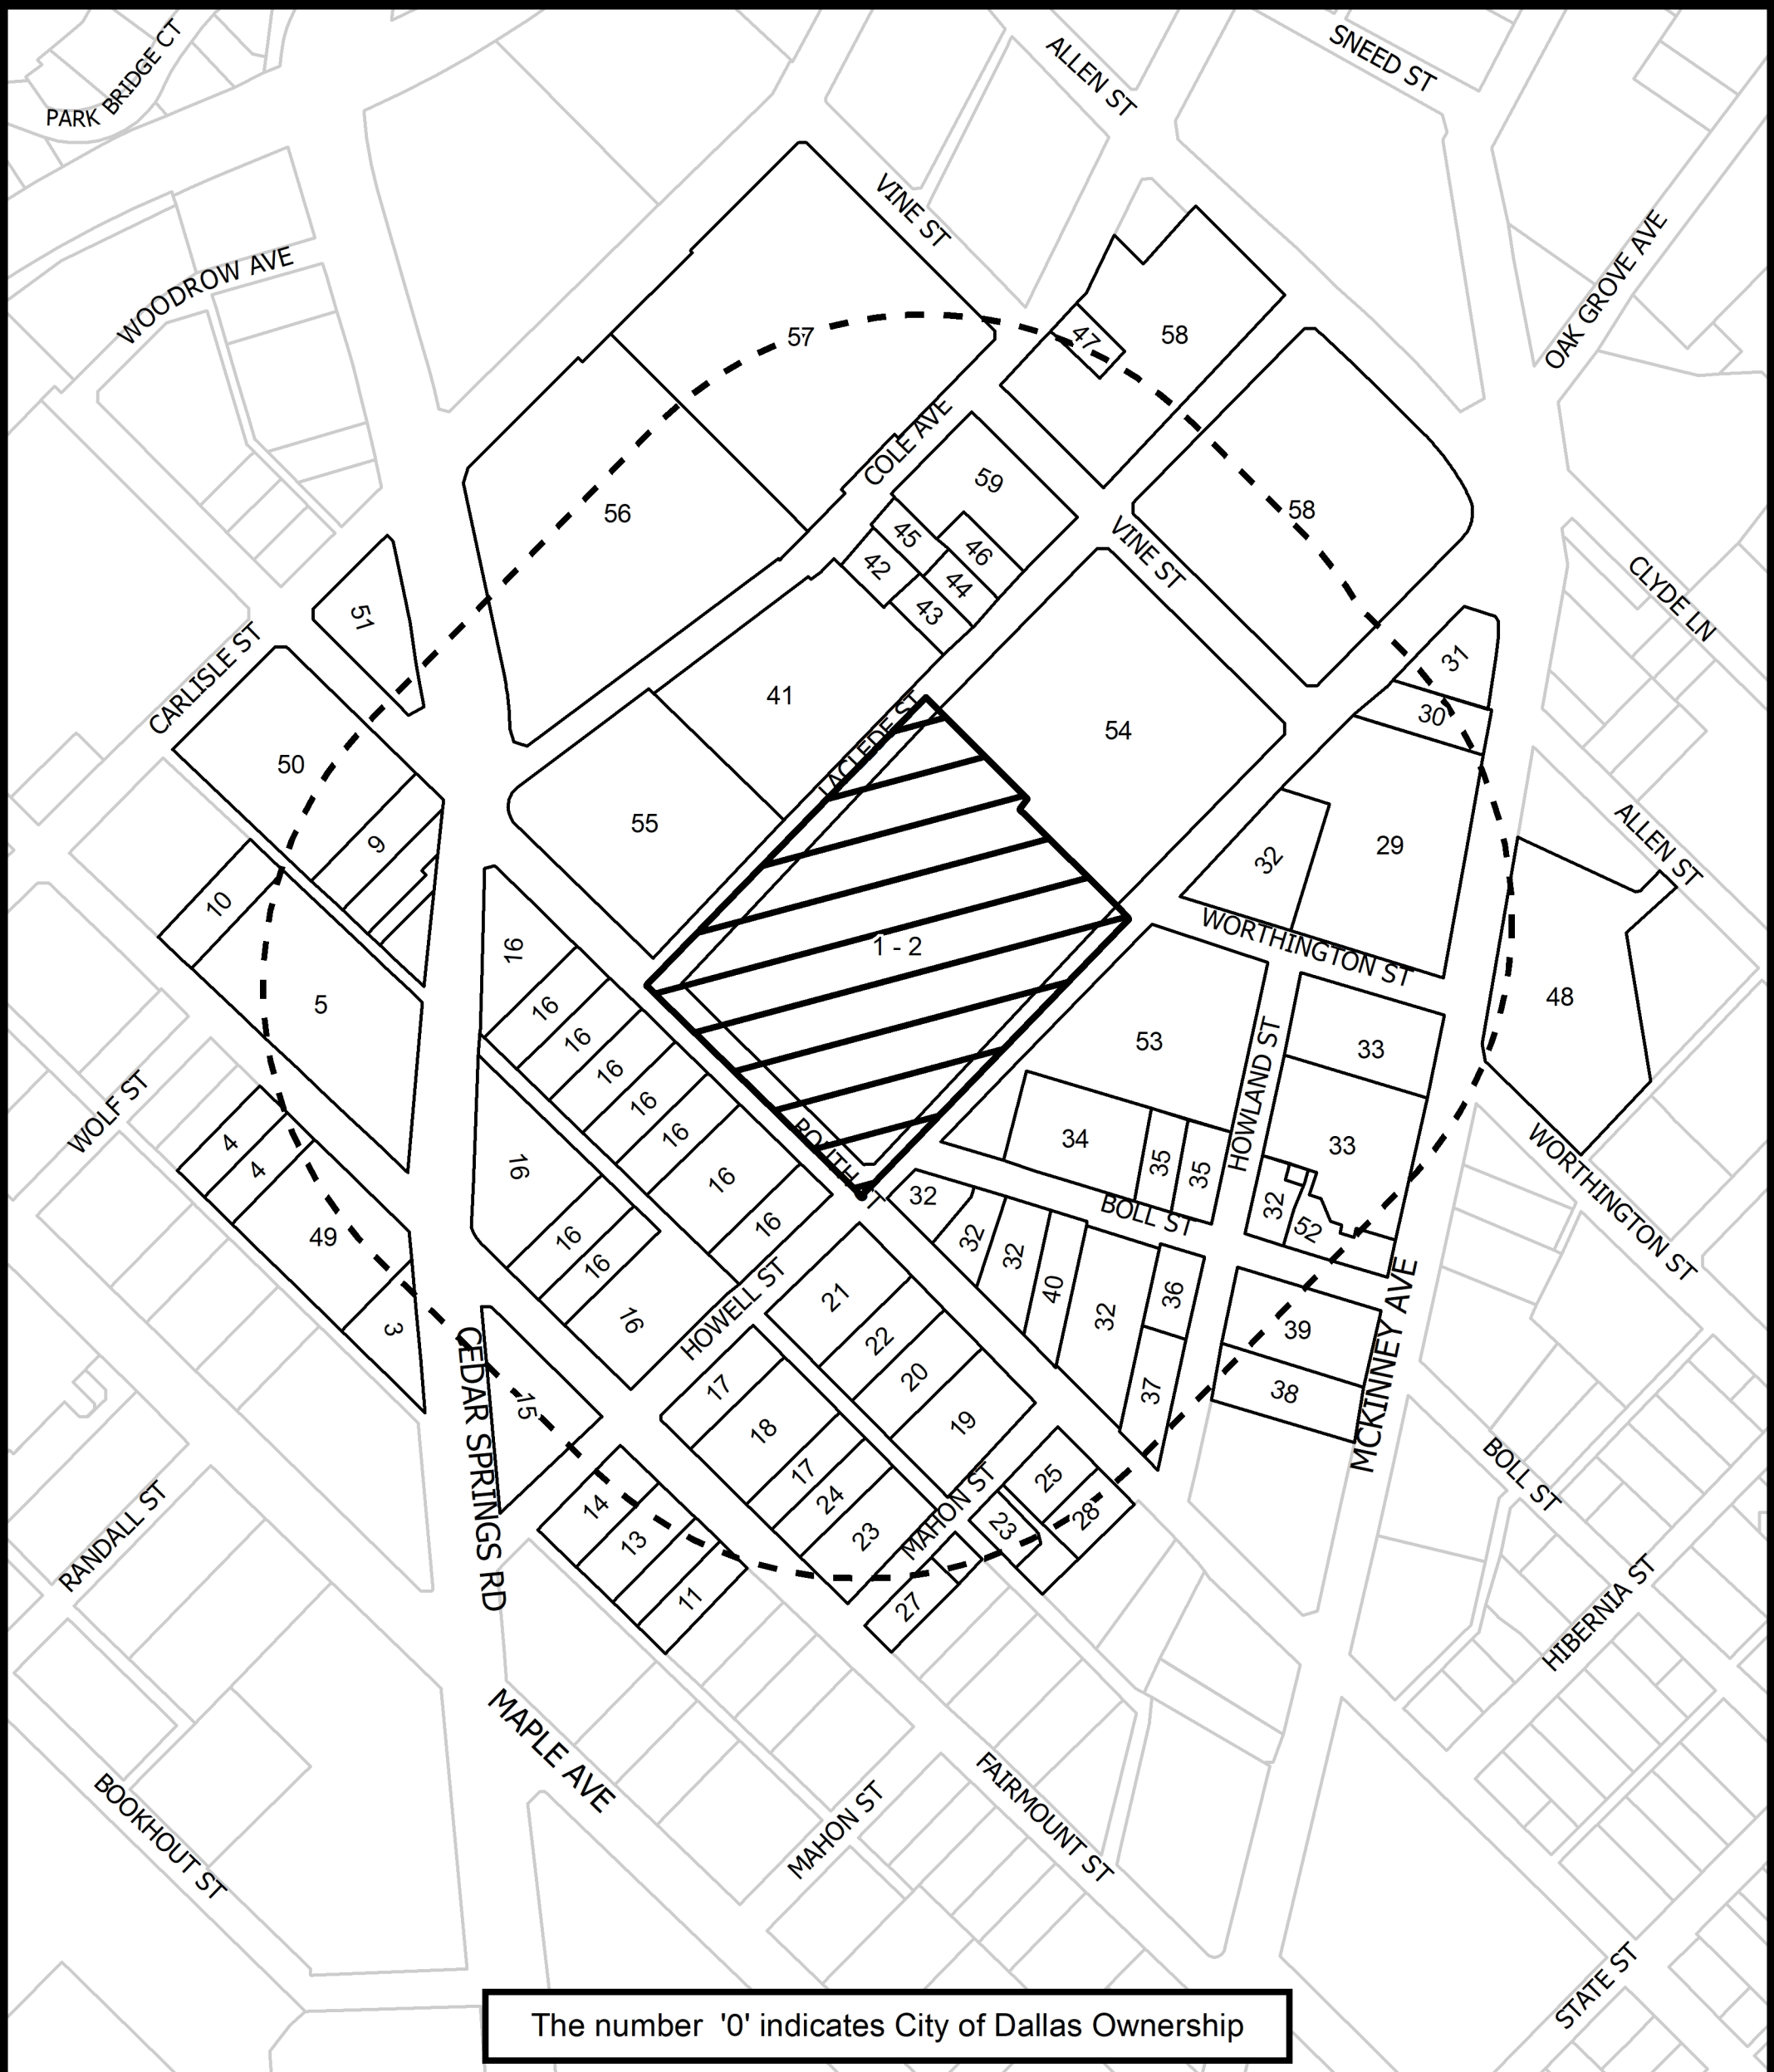 PARK BRIDGE CT
ALLEN ST
SNEED ST
VINE ST
WOODROW AVE
OAK GROVE AVE
57
47
58
COLE AVE
59
56
58
45
46
VINE ST
42
44
43
CLYDE LN
51
CARLISLE ST
31
41
30
LACLEDE ST
54
50
55
9
32
29
ALLEN ST
10
WORTHINGTON ST
16
1 - 2
5
48
16
16
53
33
16
HOWLAND ST
WOLF ST
16
16
34
33
4
4
35
35
16
16
ROUTH ST
32
32
BOLL ST
WORTHINGTON ST
16
49
16
32
32
52
16
40
21
36
HOWELL ST
32
MCKINNEY AVE
16
3
22
39
CEDAR SPRINGS RD
20
17
38
15
37
18
19
17
25
BOLL ST
24
14
MAHON ST
28
RANDALL ST
13
23
23
11
27
HIBERNIA ST
MAPLE AVE
FAIRMOUNT ST
MAHON ST
BOOKHOUT ST
STATE ST
The number '0' indicates City of Dallas Ownership